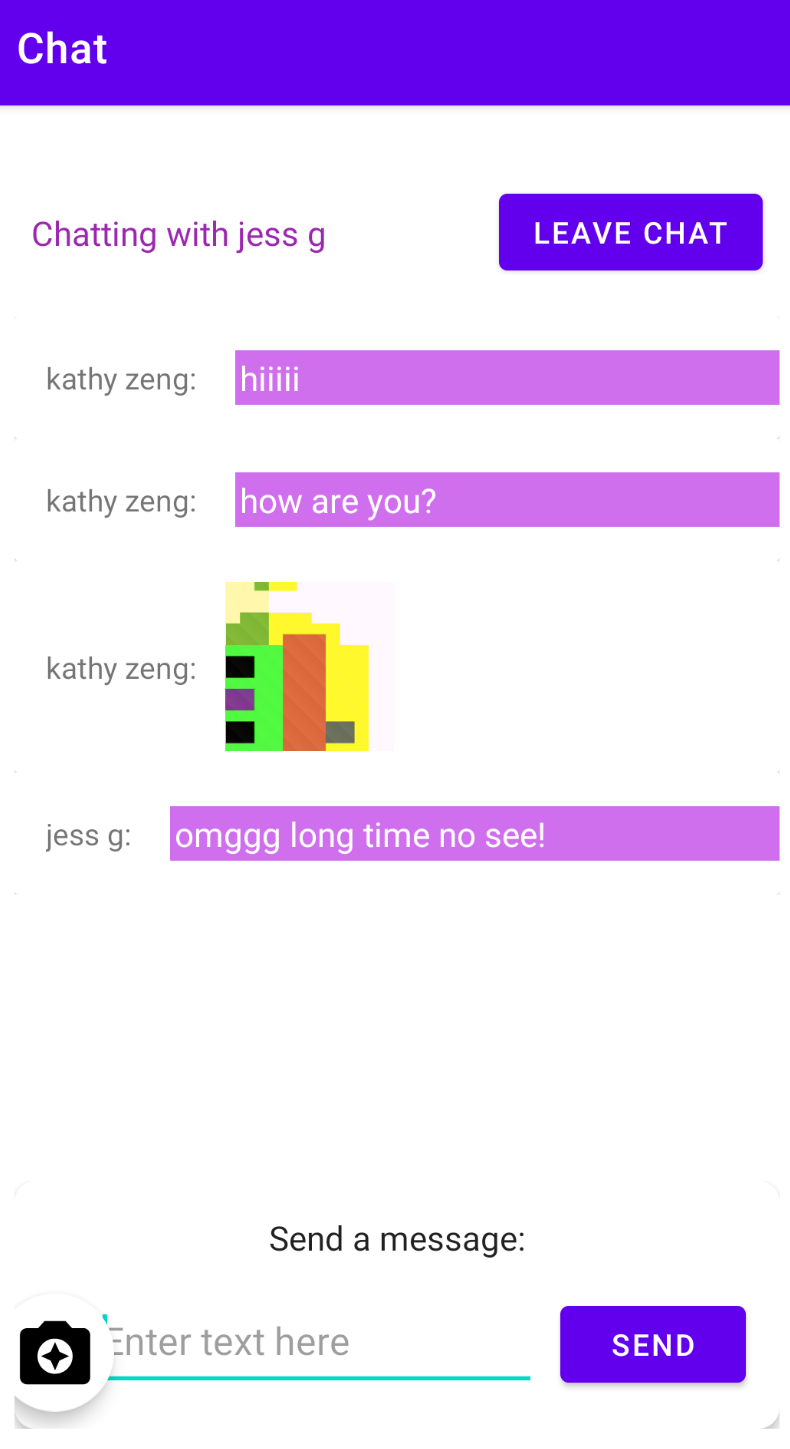 Chat
Chatting with jess g
LEAVE CHAT
kathy zeng:
hiiiii
kathy zeng:
how are you?
kathy zeng:
jess g:
omggg long time no see!
Send a message:
Enter text here
SEND